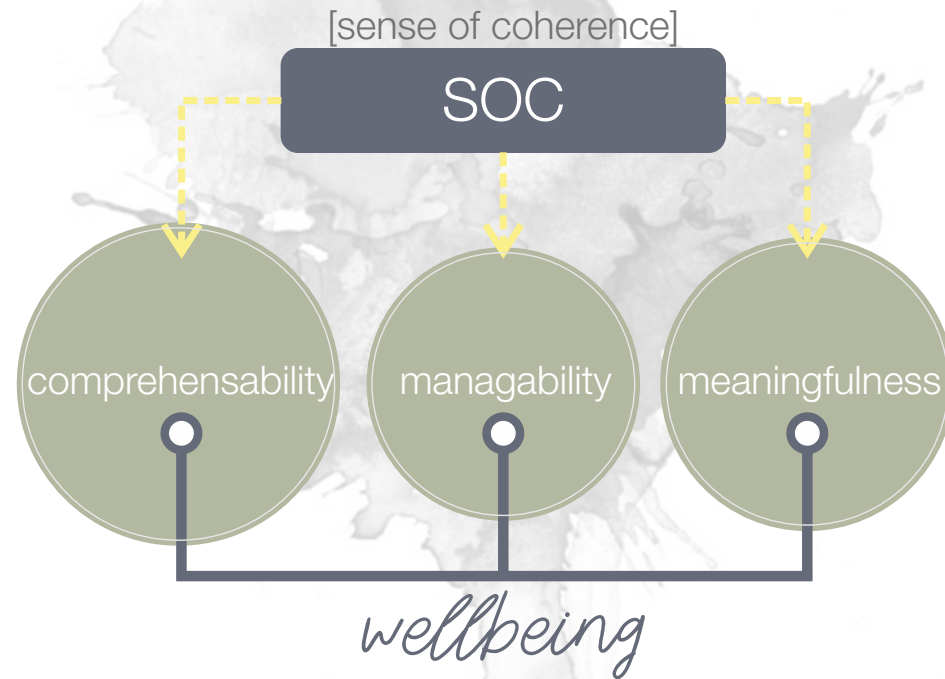 [sense of coherence]
SOC
comprehensability
managability
meaningfulness
wellbeing